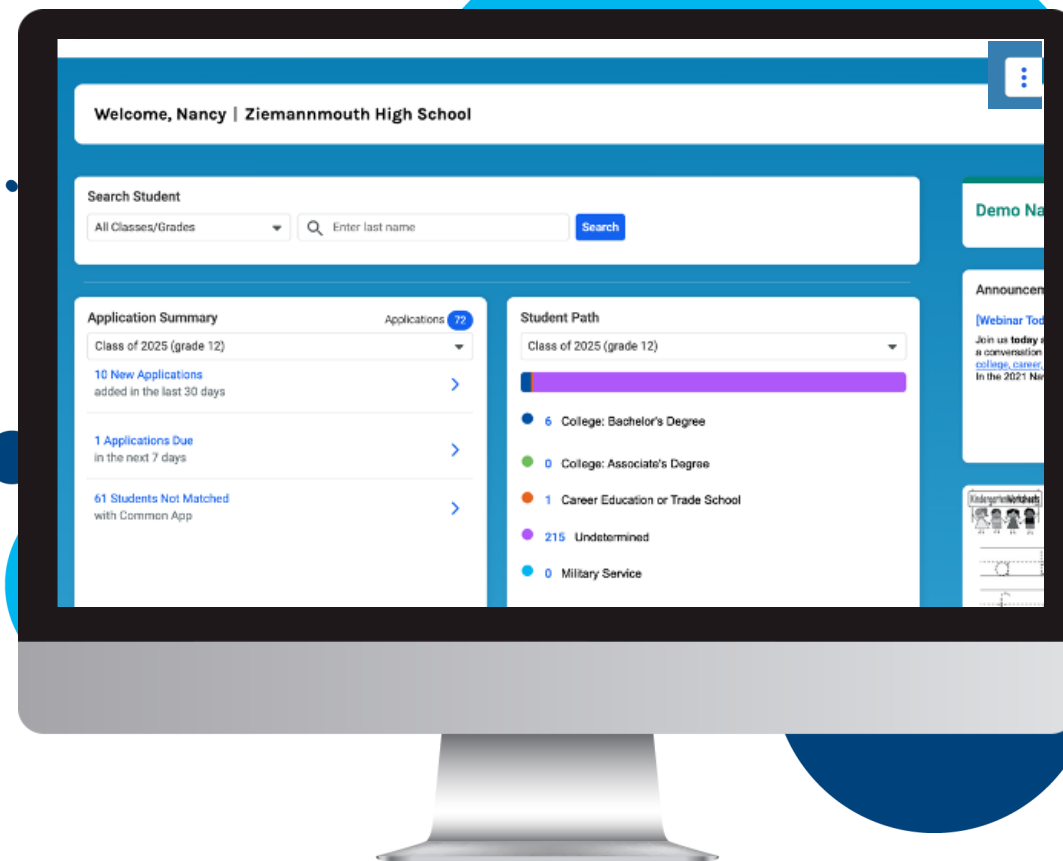 Welcome, Nancy | Ziemannmouth High School
Search Student
All Classes/Grades
Enter last name
Search
Demo Na
Application Summary
Applications 72
Class of 2025 (grade 12)
10 New Applications
added in the last 30 days
1 Applications Due
in the next 7 days
61 Students Not Matched
with Common App
Student Path
Class of 2025 (grade 12)
6 College: Bachelor's Degree
0 College: Associate's Degree
1 Career Education or Trade School
215 Undetermined
0 Military Service
Announcem
[Webinar Tod
Join us today
a conversation
college, career,
In the 2021 Na
KindergartenWorksheets
a
f